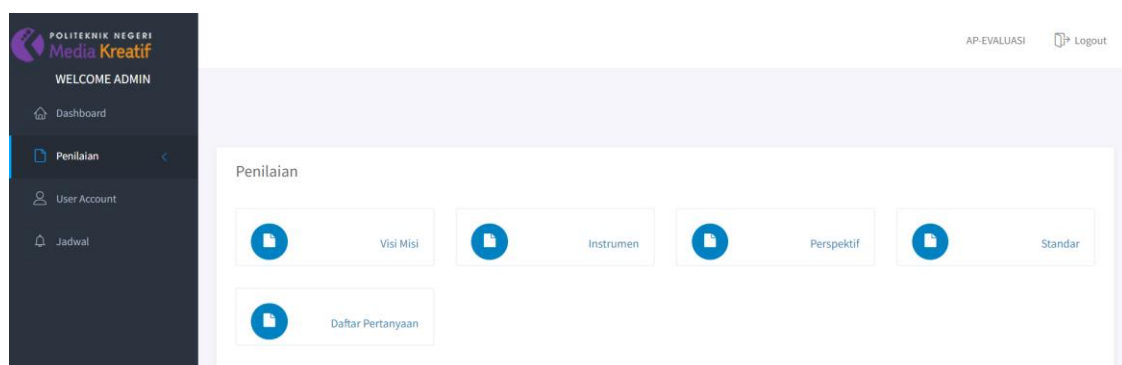 POLITEKNIK NEGERI
Media Kreatif
WELCOME ADMIN
Dashboard
Penilaian
User Account
Jadwal
AP-EVALUASI
Logout
Penilaian
Visi Misi
Instrumen
Perspektif
Standar
Daftar Pertanyaan